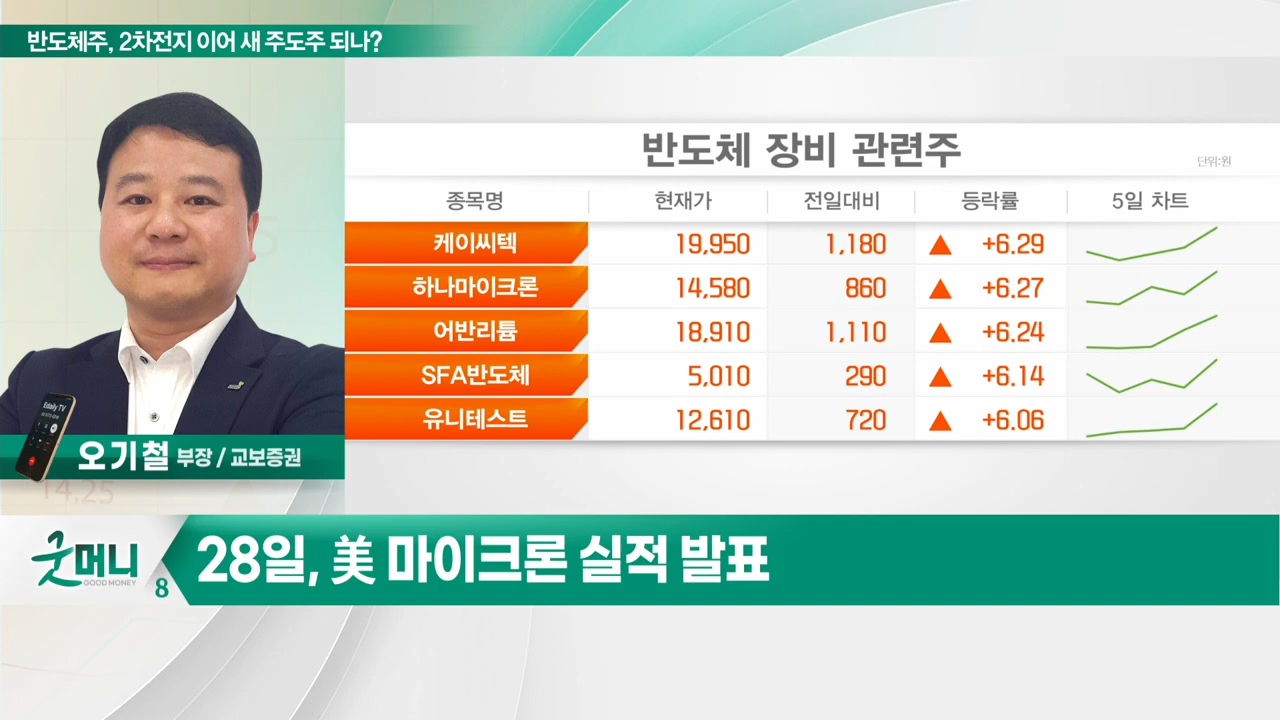 반도체주, 2차전지 이어 새 주도주 되나?
반도체 장비 관련주
단위:원
종목명 현재가 전일대비 등락률 5일 차트
케이씨텍 19,950 1,180 ▲ +6.29
하나마이크론 14,580 860 ▲ +6.27
어반리튬 18,910 1,110 ▲ +6.24
SFA반도체 5,010 290 ▲ +6.14
유니테스트 12,610 720 ▲ +6.06
Edaily TV
오기철 부장 / 교보증권
14.25
굿머니
GOOD MONEY
8
28일, 美 마이크론 실적 발표